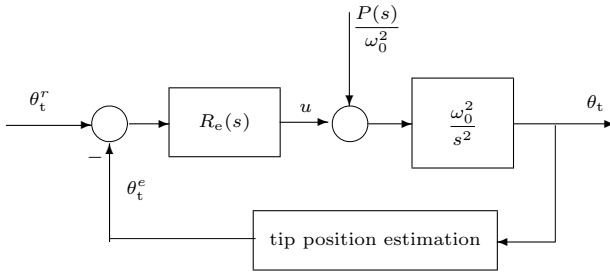 P(s)
ω₀²
θₜʳ
Rₑ(s)
u
ω₀²
s²
θₜ
−
θₜᵉ
tip position estimation